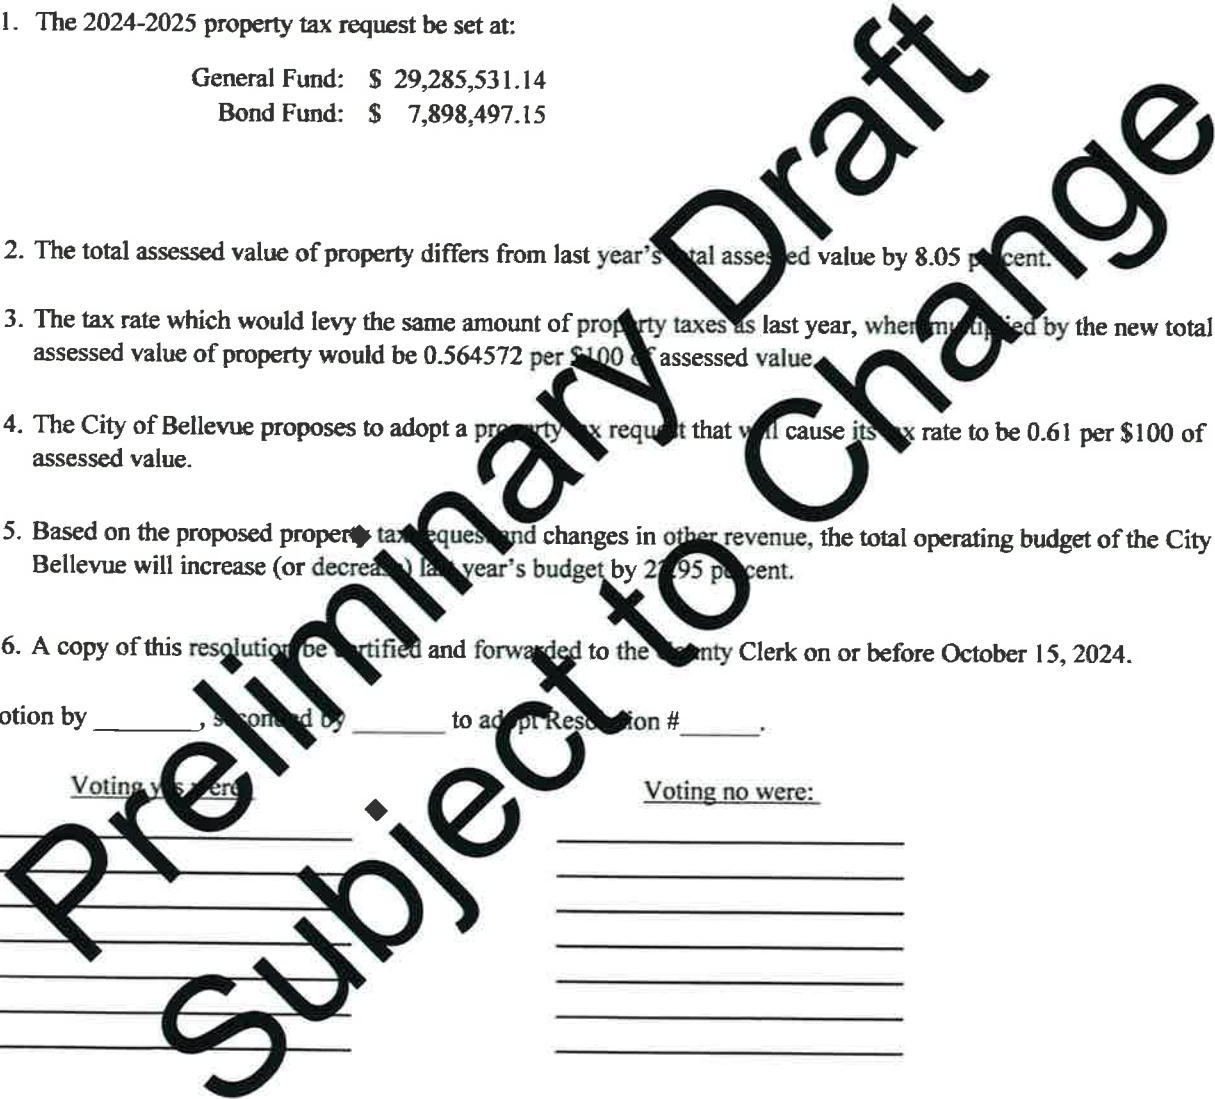 1. The 2024-2025 property tax request be set at:
General Fund: $ 29,285,531.14
Bond Fund: $ 7,898,497.15
2. The total assessed value of property differs from last year's total assessed value by 8.05 percent.
3. The tax rate which would levy the same amount of property taxes as last year, when multiplied by the new total
assessed value of property would be 0.564572 per $100 of assessed value.
4. The City of Bellevue proposes to adopt a property tax request that will cause its tax rate to be 0.61 per $100 of
assessed value.
5. Based on the proposed property tax request and changes in other revenue, the total operating budget of the City
Bellevue will increase (or decrease) last year's budget by percent.
6. A copy of this resolution be certified and forwarded to the County Clerk on or before October 15, 2024.
otion by _______, seconded by _______ to adopt Resolution #______.
Voting yes were: Voting no were:
Preliminary Draft
Subject to Change